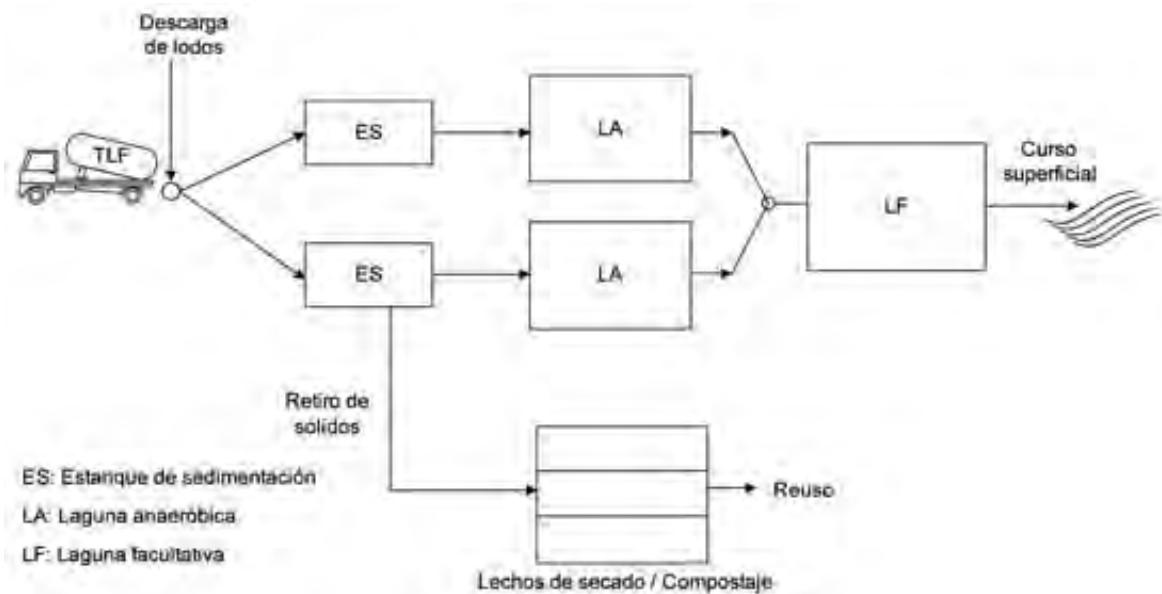 Descarga
de lodos
TLF
ES
LA
ES
LA
LF
Curso
superficial
Retiro de
sólidos
ES: Estanque de sedimentación
LA: Laguna anaeróbica
LF: Laguna facultativa
Reuso
Lechos de secado / Compostaje